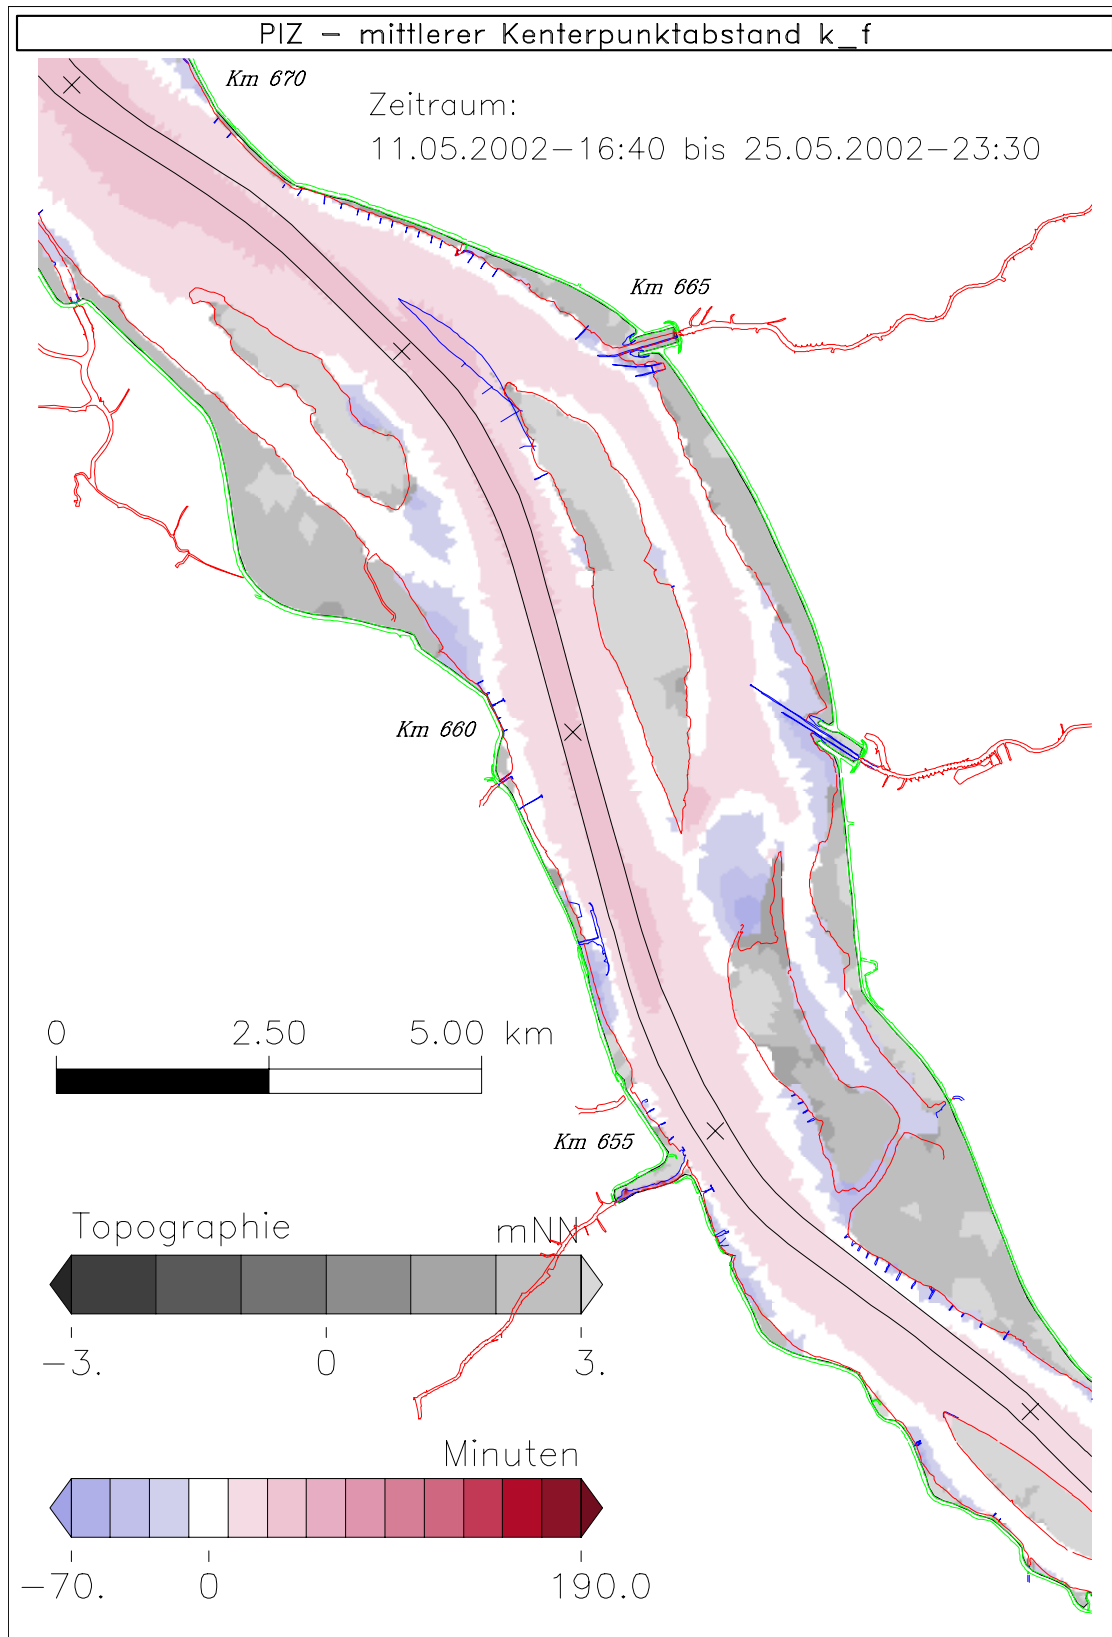 PIZ – mittlerer Kenterpunktabstand k_f
Km 670
Zeitraum:
11.05.2002–16:40 bis 25.05.2002–23:30
Km 665
Km 660
0 2.50 5.00 km
Km 655
Topographie mNN
−3. 0 3.
Minuten
−70. 0 190.0